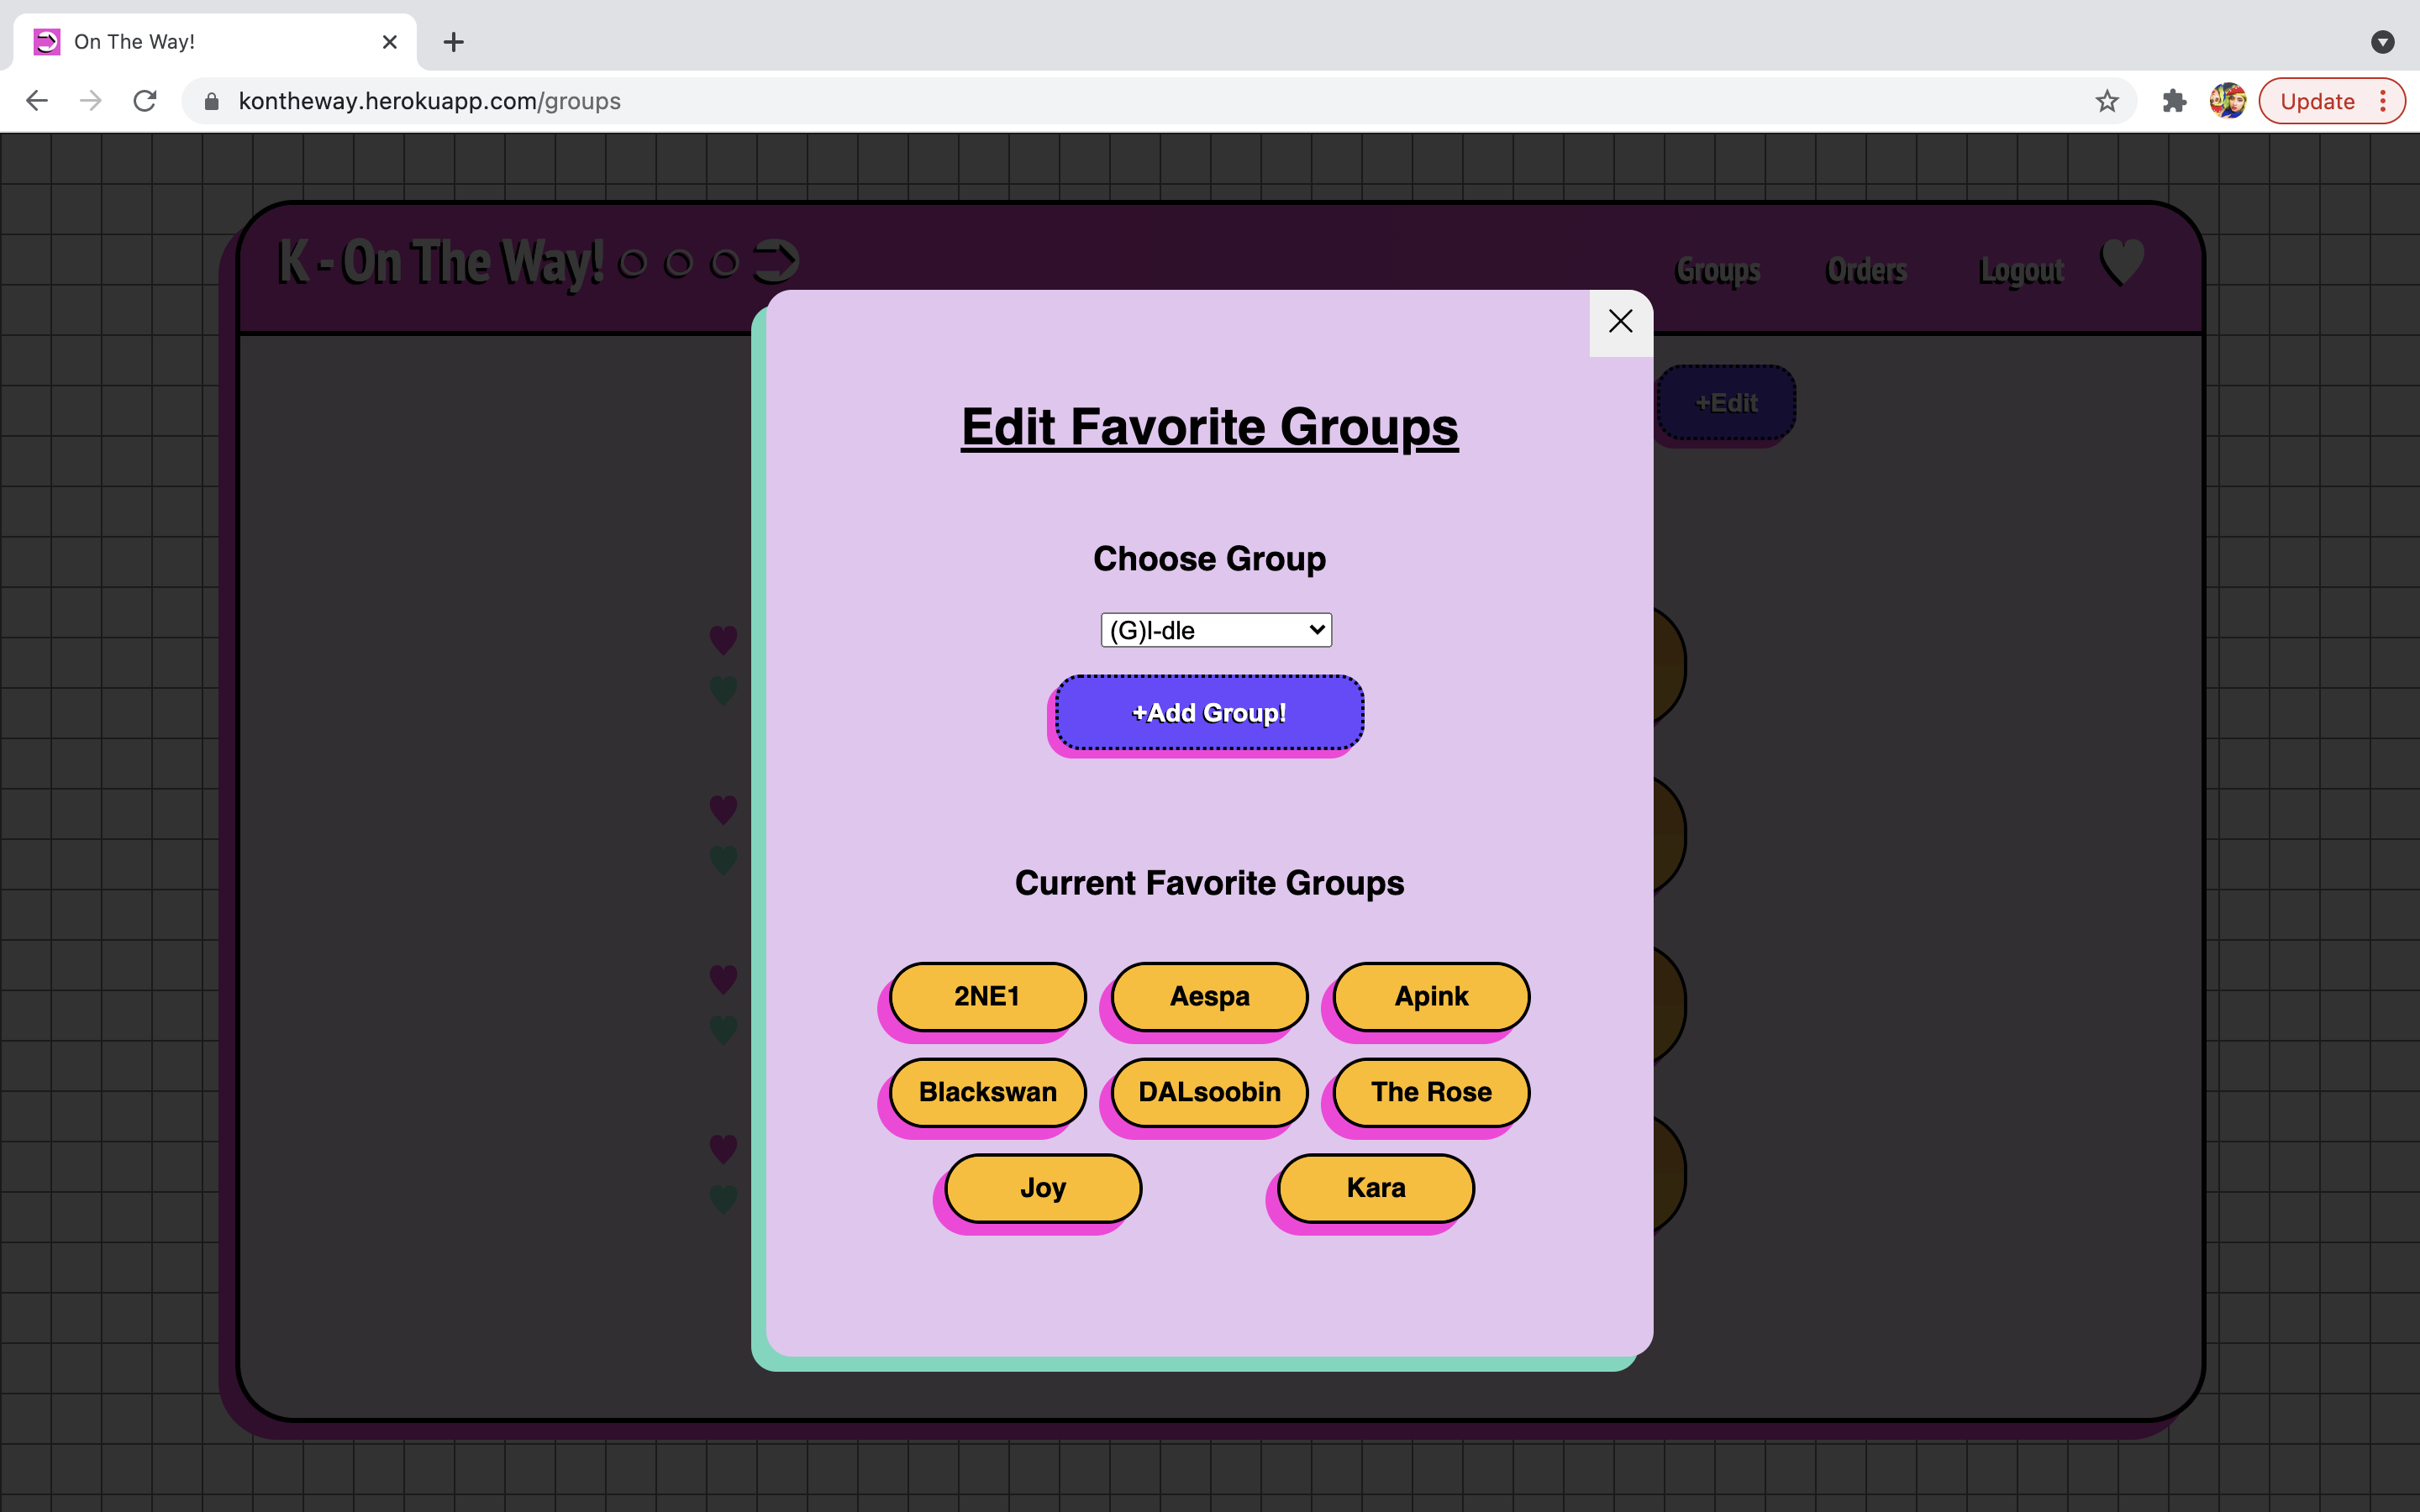 On The Way!
kontheway.herokuapp.com/groups
Update
K - On The Way!
Groups Orders Logout
+Edit
Edit Favorite Groups
Choose Group
(G)I-dle
+Add Group!
Current Favorite Groups
2NE1 Aespa Apink
Blackswan DALsoobin The Rose
Joy Kara